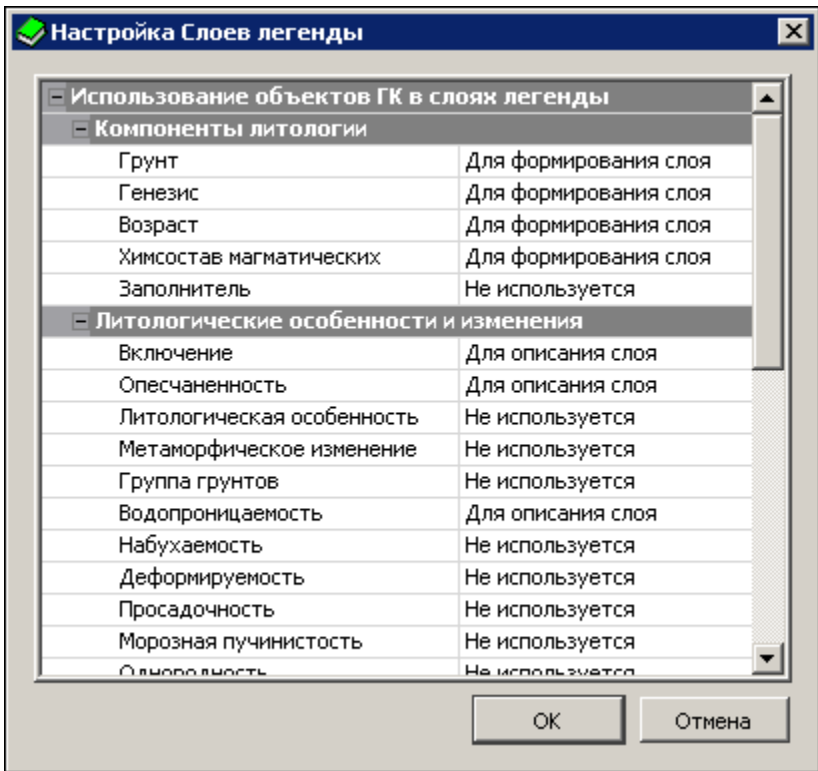 Настройка Слоев легенды
Использование объектов ГК в слоях легенды
Компоненты литологии
Грунт Для формирования слоя
Генезис Для формирования слоя
Возраст Для формирования слоя
Химсостав магматических Для формирования слоя
Заполнитель Не используется
Литологические особенности и изменения
Включение Для описания слоя
Опесчаненность Для описания слоя
Литологическая особенность Не используется
Метаморфическое изменение Не используется
Группа грунтов Не используется
Водопроницаемость Для описания слоя
Набухаемость Не используется
Деформируемость Не используется
Просадочность Не используется
Морозная пучинистость Не используется
Однородность Не используется
OK Отмена